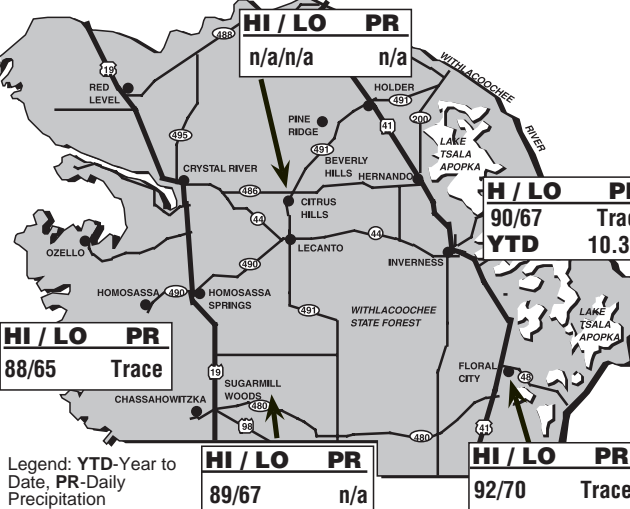 HI / LO PR
n/a/n/a n/a
488
19
RED
LEVEL
HOLDER
WITHLACOOCHEE
RIVER
491
200
41
PINE
RIDGE
495
491
LAKE
TSALA
APOPKA
BEVERLY
HILLS
CRYSTAL RIVER
HERNANDO
486
H / LO
90/67
YTD 10.3
CITRUS
HILLS
44
44
LECANTO
OZELLO
INVERNESS
490
HOMOSASSA
490
HOMOSASSA
SPRINGS
491
WITHLACOOCHEE
STATE FOREST
LAKE
TSALA
APOPKA
HI / LO PR
88/65 Trace
19
FLORAL
CITY
48
SUGARMILL
WOODS
CHASSAHOWITZKA
480
98
480
41
HI / LO PR
89/67 n/a
HI / LO PR
92/70 Trace
Legend: YTD-Year to
Date, PR-Daily
Precipitation